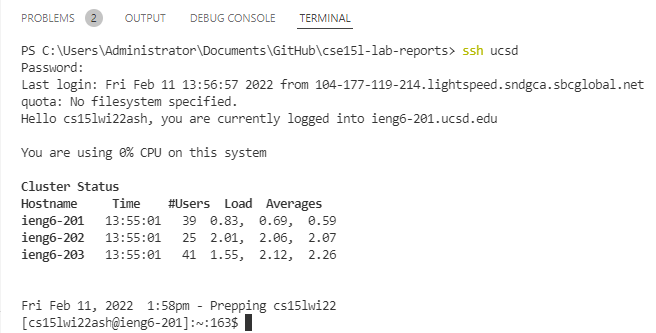 PROBLEMS 2 OUTPUT DEBUG CONSOLE TERMINAL
PS C:\Users\Administrator\Documents\GitHub\cse15l-lab-reports> ssh ucsd
Password:
Last login: Fri Feb 11 13:56:57 2022 from 104-177-119-214.lightspeed.sndgca.sbcglobal.net
quota: No filesystem specified.
Hello cs15lwi22ash, you are currently logged into ieng6-201.ucsd.edu
You are using 0% CPU on this system
Cluster Status
Hostname     Time    #Users  Load  Averages
ieng6-201   13:55:01   39  0.83,  0.69,  0.59
ieng6-202   13:55:01   25  2.01,  2.06,  2.07
ieng6-203   13:55:01   41  1.55,  2.12,  2.26
Fri Feb 11, 2022  1:58pm - Prepping cs15lwi22
[cs15lwi22ash@ieng6-201]:~:163$